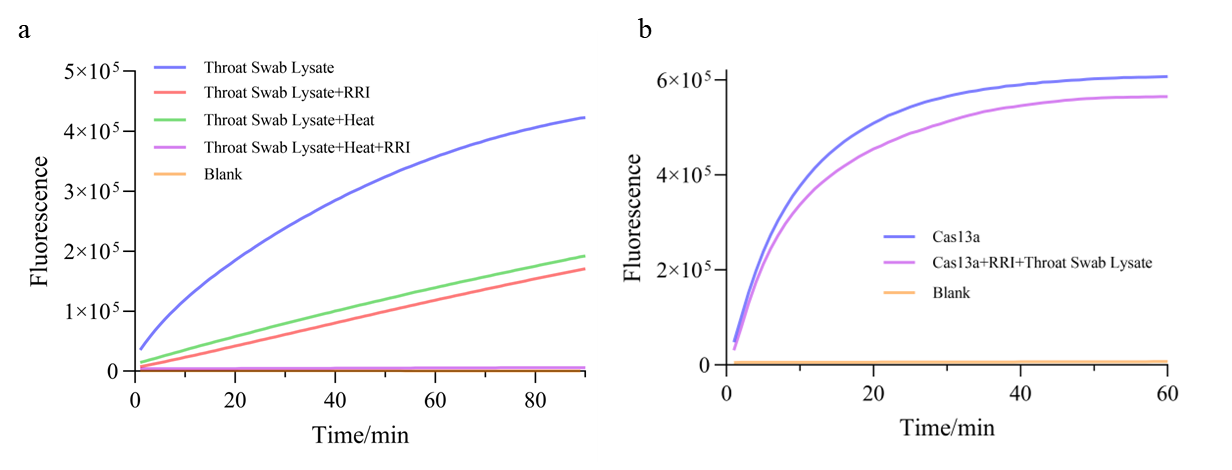 a
5×10⁵
4×10⁵
3×10⁵
2×10⁵
1×10⁵
0
Fluorescence
Throat Swab Lysate
Throat Swab Lysate+RRI
Throat Swab Lysate+Heat
Throat Swab Lysate+Heat+RRI
Blank
0 20 40 60 80
Time/min
b
6×10⁵
4×10⁵
2×10⁵
0
Fluorescence
Cas13a
Cas13a+RRI+Throat Swab Lysate
Blank
0 20 40 60
Time/min